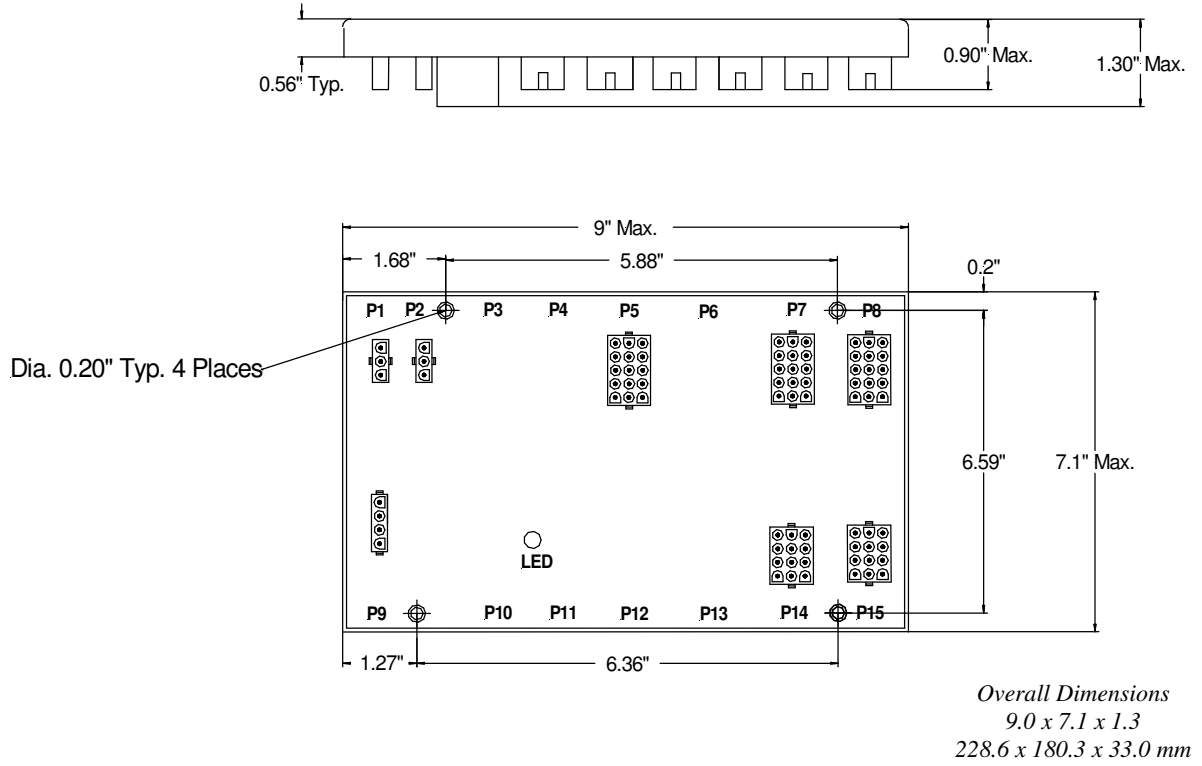 0.56" Typ.
0.90" Max.
1.30" Max.
9" Max.
1.68"
5.88"
0.2"
P1 P2 P3 P4 P5 P6 P7 P8
Dia. 0.20" Typ. 4 Places
6.59"
7.1" Max.
LED
P9 P10 P11 P12 P13 P14 P15
1.27"
6.36"
Overall Dimensions
9.0 x 7.1 x 1.3
228.6 x 180.3 x 33.0 mm